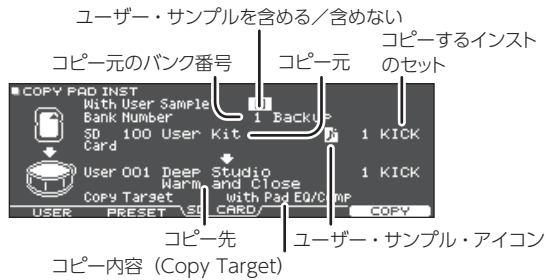 ユーザー・サンプルを含める／含めない
コピーするインスト
のセット
コピー元のバンク番号
コピー元
COPY PAD INST
With User Sample
Bank Number 1 Backup
SD 100 User Kit 1 KICK
Card
User 001 Deep Studio 1 KICK
Warm and Close
Copy Target with Pad EQ/Comp
USER PRESET SD CARD COPY
コピー先
ユーザー・サンプル・アイコン
コピー内容（Copy Target）